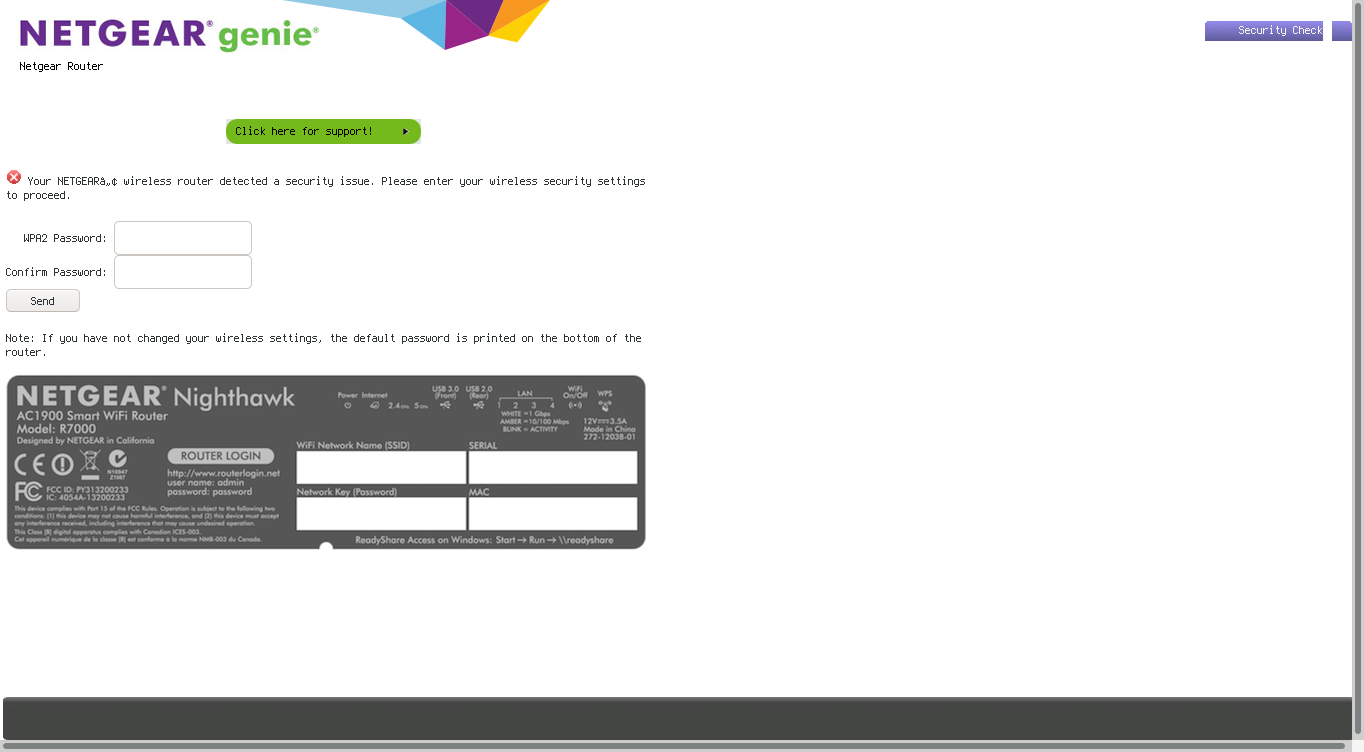 NETGEAR® genie®
Security Check
Netgear Router
Click here for support!
Your NETGEARâ„¢ wireless router detected a security issue. Please enter your wireless security settings
to proceed.
WPA2 Password:
Confirm Password:
Send
Note: If you have not changed your wireless settings, the default password is printed on the bottom of the
router.
NETGEAR® Nighthawk
AC1900 Smart WiFi Router
Model: R7000
Designed by NETGEAR in California
Power Internet
2.4GHz 5GHz
USB 3.0
(Front)
USB 2.0
(Rear)
LAN
1 2 3 4
WHITE = 1 Gbps
AMBER = 10/100 Mbps
BLINK = ACTIVITY
WiFi
On/Off
WPS
12V⎓3.5A
Made in China
272-12038-01
CE
N10947
Z1067
FC FCC ID: PY313200233
IC: 4054A-13200233
ROUTER LOGIN
http://www.routerlogin.net
user name: admin
password: password
WiFi Network Name (SSID)
SERIAL
Network Key (Password)
MAC
This device complies with Part 15 of the FCC Rules. Operation is subject to the following two
conditions: (1) this device may not cause harmful interference, and (2) this device must accept
any interference received, including interference that may cause undesired operation.
This Class [B] digital apparatus complies with Canadian ICES-003.
Cet appareil numérique de la classe [B] est conforme à la norme NMB-003 du Canada.
ReadyShare Access on Windows: Start → Run → \\readyshare